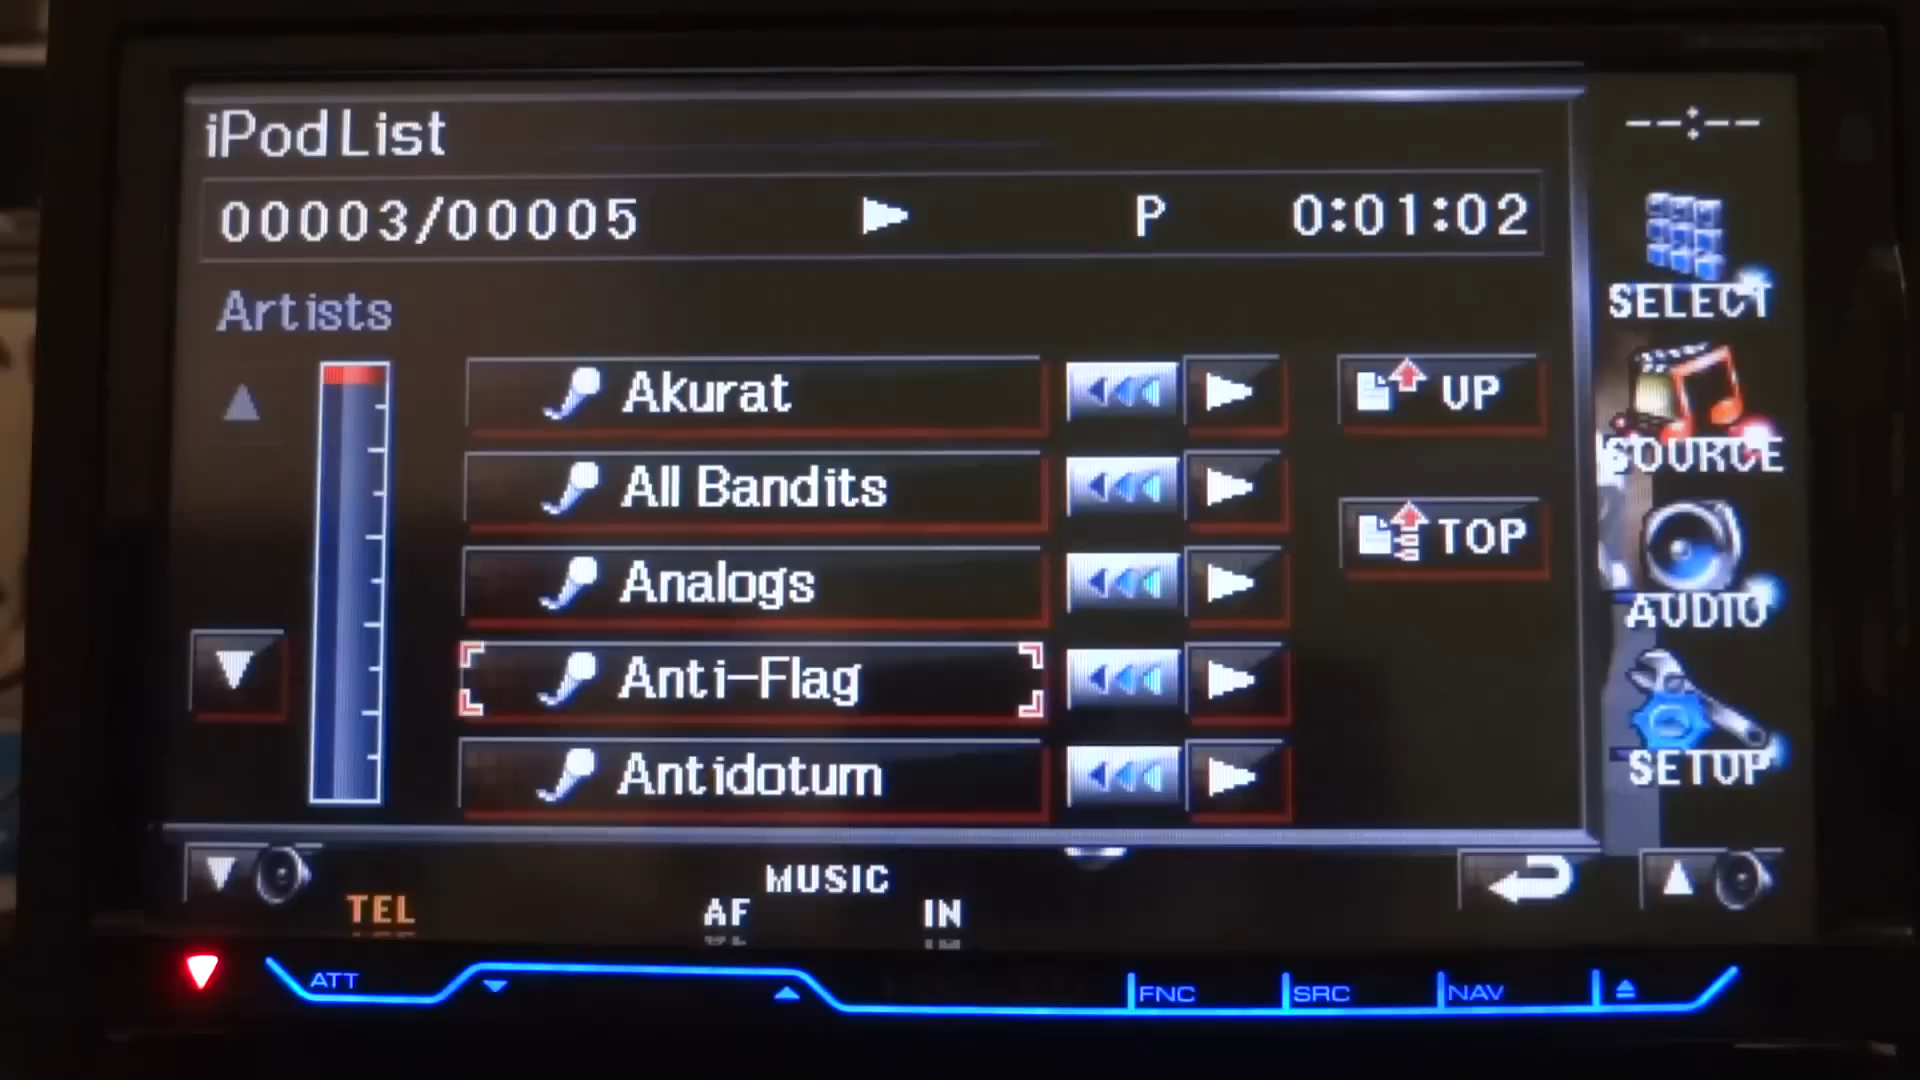 iPod List
--:--
00003/00005 P 0:01:02
SELECT
Artists
Akurat
UP
All Bandits
SOURCE
Analogs
TOP
AUDIO
Anti-Flag
Antidotum
SETUP
MUSIC
TEL AF IN
ATT FNC SRC NAV